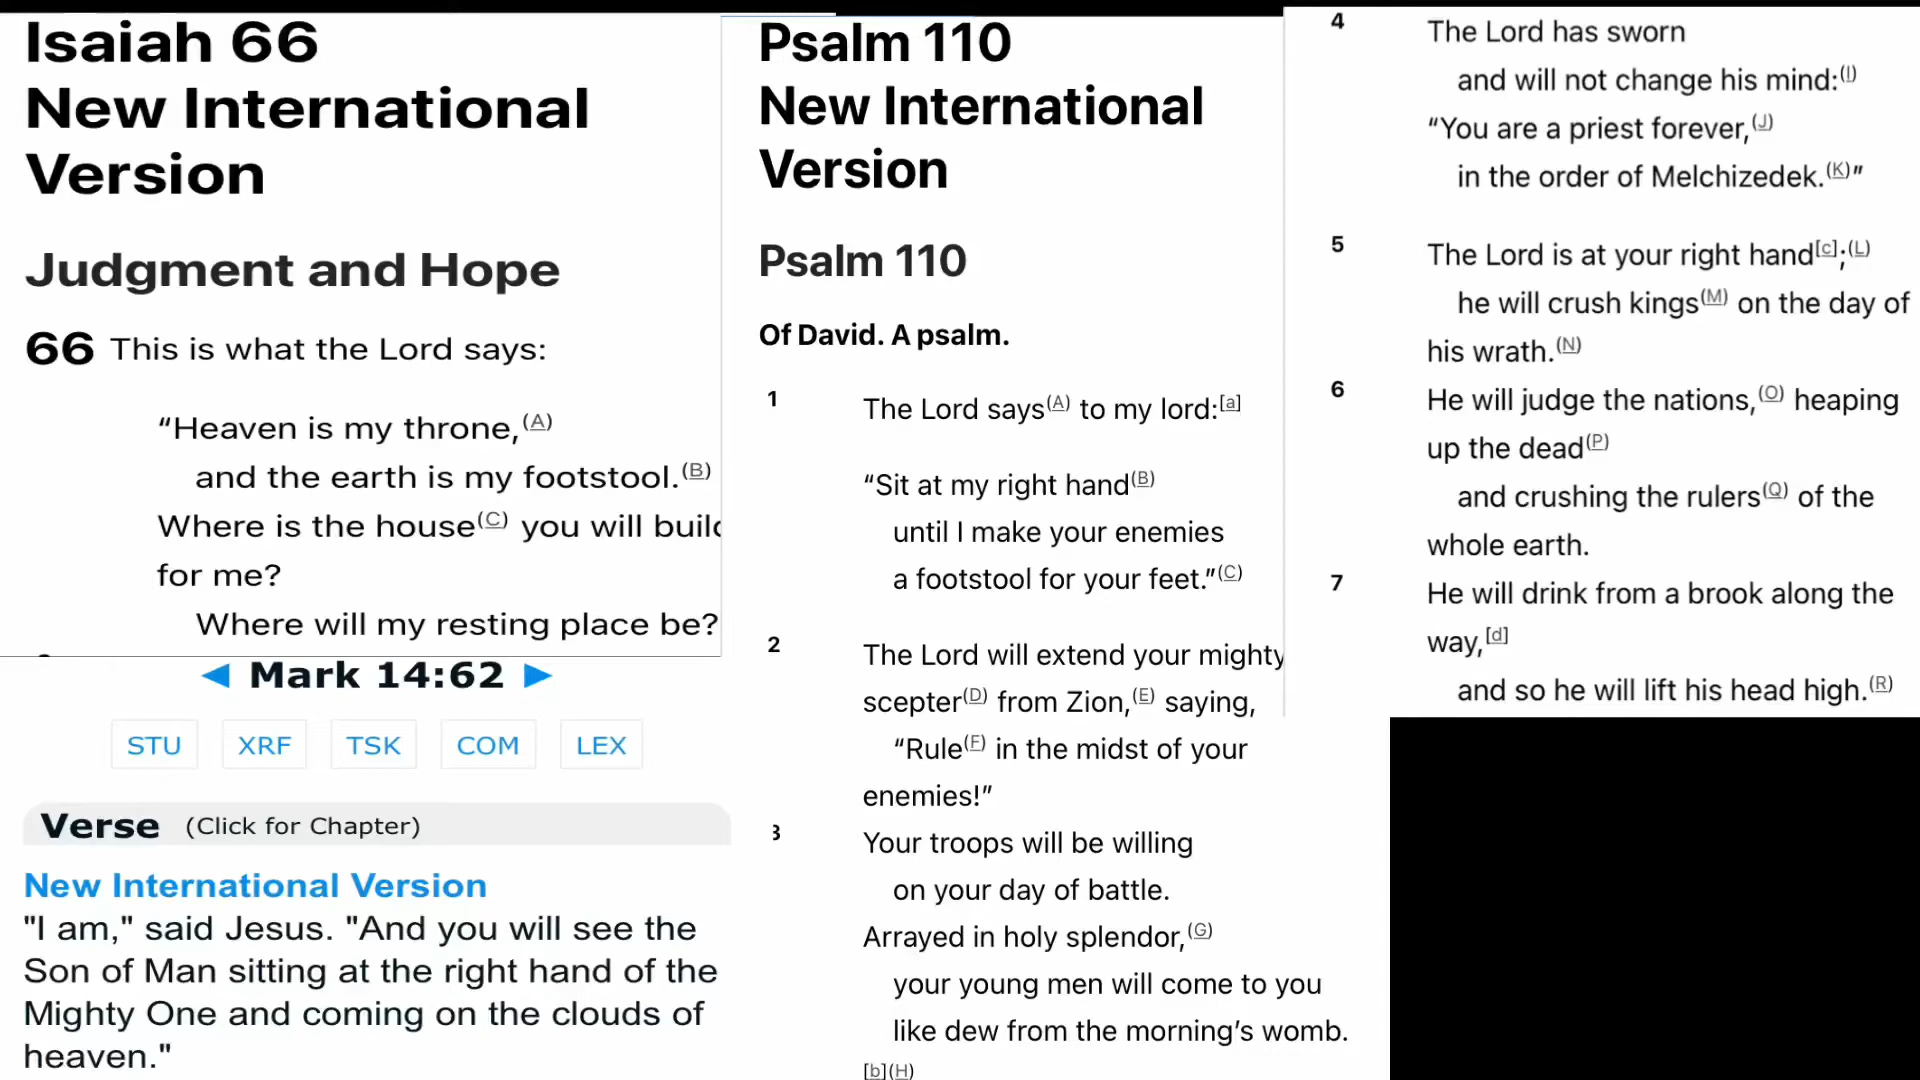 Isaiah 66
New International
Version
Judgment and Hope
66 This is what the Lord says:
“Heaven is my throne,(A)
and the earth is my footstool.(B)
Where is the house(C) you will build
for me?
Where will my resting place be?
Mark 14:62
STU XRF TSK COM LEX
Verse (Click for Chapter)
New International Version
"I am," said Jesus. "And you will see the
Son of Man sitting at the right hand of the
Mighty One and coming on the clouds of
heaven."
Psalm 110
New International
Version
Psalm 110
Of David. A psalm.
1 The Lord says(A) to my lord:[a]
“Sit at my right hand(B)
until I make your enemies
a footstool for your feet.”(C)
2 The Lord will extend your mighty
scepter(D) from Zion,(E) saying,
“Rule(F) in the midst of your
enemies!”
3 Your troops will be willing
on your day of battle.
Arrayed in holy splendor,(G)
your young men will come to you
like dew from the morning’s womb.
[b](H)
4 The Lord has sworn
and will not change his mind:(I)
“You are a priest forever,(J)
in the order of Melchizedek.(K)”
5 The Lord is at your right hand[c];(L)
he will crush kings(M) on the day of
his wrath.(N)
6 He will judge the nations,(O) heaping
up the dead(P)
and crushing the rulers(Q) of the
whole earth.
7 He will drink from a brook along the
way,[d]
and so he will lift his head high.(R)